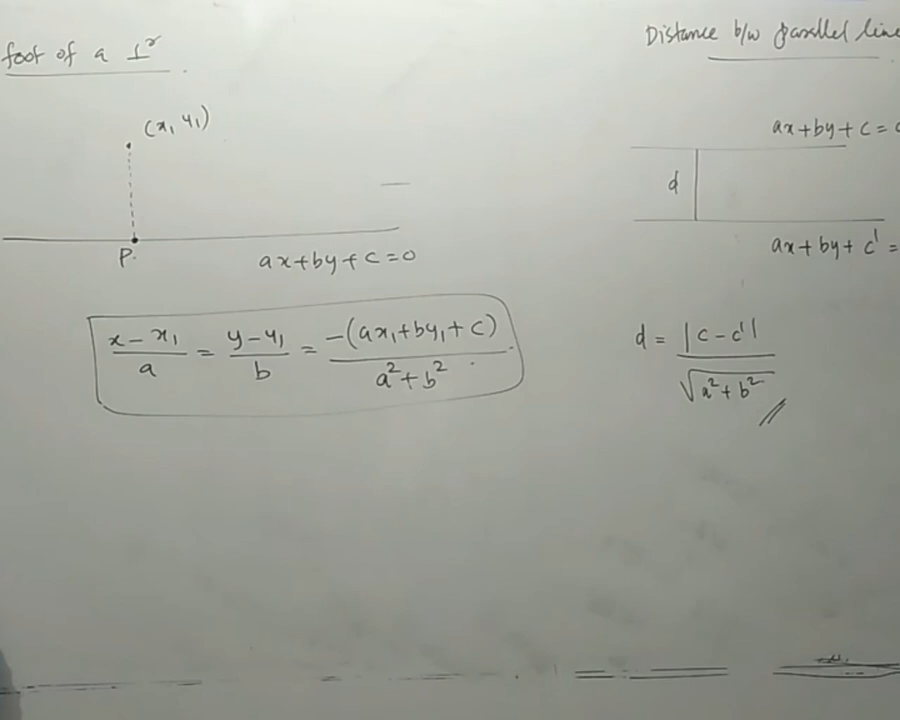 foot of a ⊥r
(x1 y1)
P.
ax+by+c=0
x-x1/a = y-y1/b = -(ax1+by1+c)/a²+b²
Distance b/w parallel line
ax+by+c=
d
ax+by+c'=
d = |c-c'|/√a²+b²